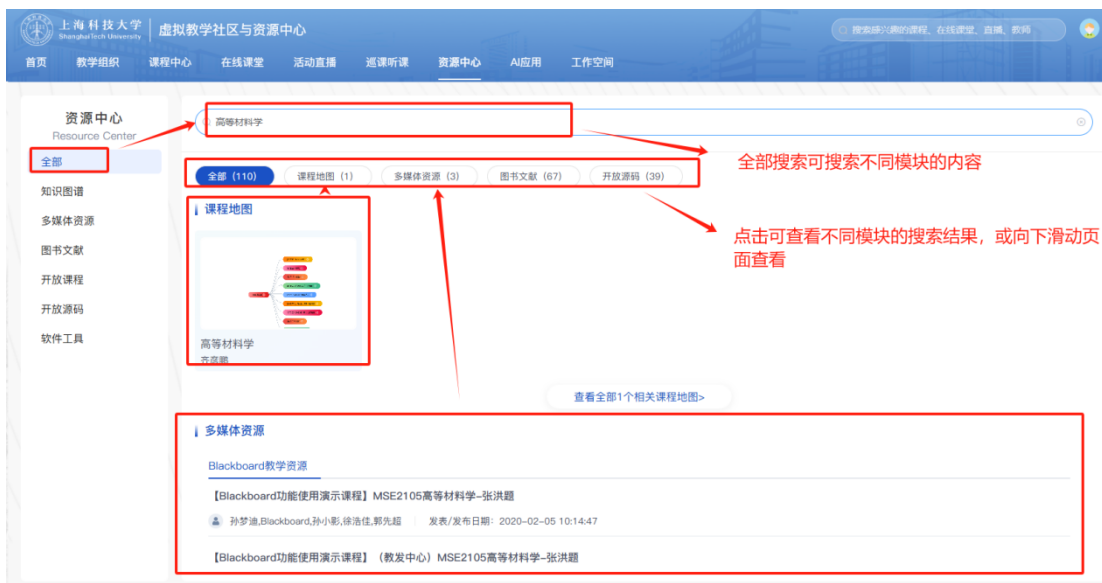 上海科技大学
ShanghaiTech University
虚拟教学社区与资源中心
搜索感兴趣的课程、在线课堂、直播、教师
首页 教学组织 课程中心 在线课堂 活动直播 巡课听课 资源中心 AI应用 工作空间
资源中心
Resource Center
全部
知识图谱
多媒体资源
图书文献
开放课程
开放源码
软件工具
高等材料学
全部搜索可搜索不同模块的内容
全部（110） 课程地图（1） 多媒体资源（3） 图书文献（67） 开放源码（39）
点击可查看不同模块的搜索结果，或向下滑动页
面查看
课程地图
高等材料学
查看全部1个相关课程地图>
多媒体资源
Blackboard教学资源
【Blackboard功能使用演示课程】MSE2105高等材料学-张洪题
孙梦迪,Blackboard,孙小影,徐浩佳,郭先超 发表/发布日期：2020-02-05 10:14:47
【Blackboard功能使用演示课程】（教发中心）MSE2105高等材料学-张洪题